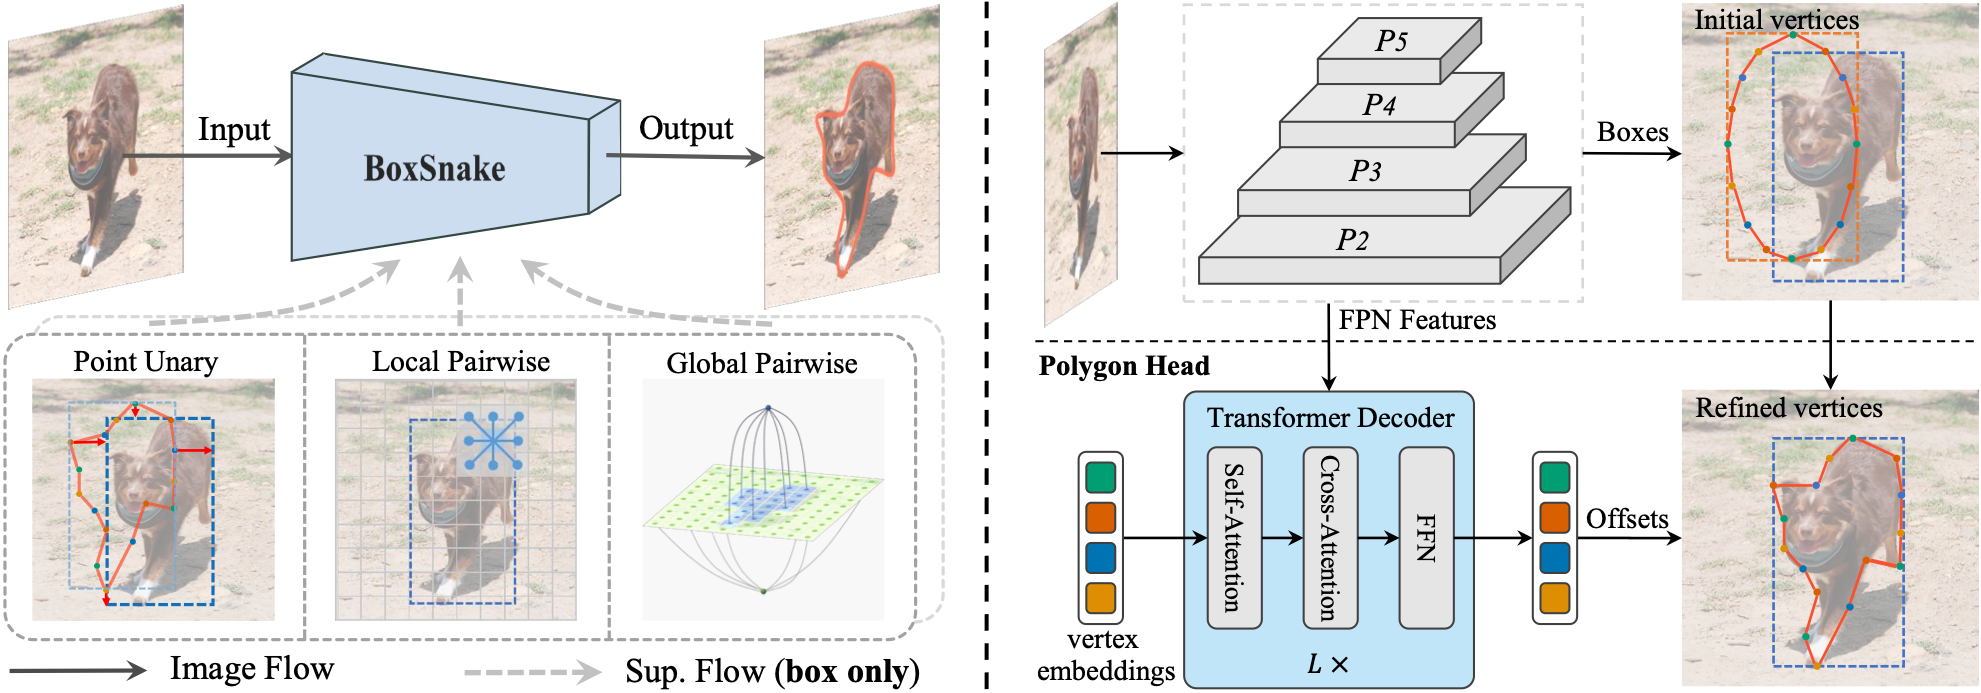 Input
BoxSnake
Output
Point Unary
Local Pairwise
Global Pairwise
Image Flow
Sup. Flow (box only)
P5
P4
P3
P2
Boxes
Initial vertices
FPN Features
Polygon Head
Transformer Decoder
Self-Attention
Cross-Attention
FFN
L ×
vertex
embeddings
Offsets
Refined vertices